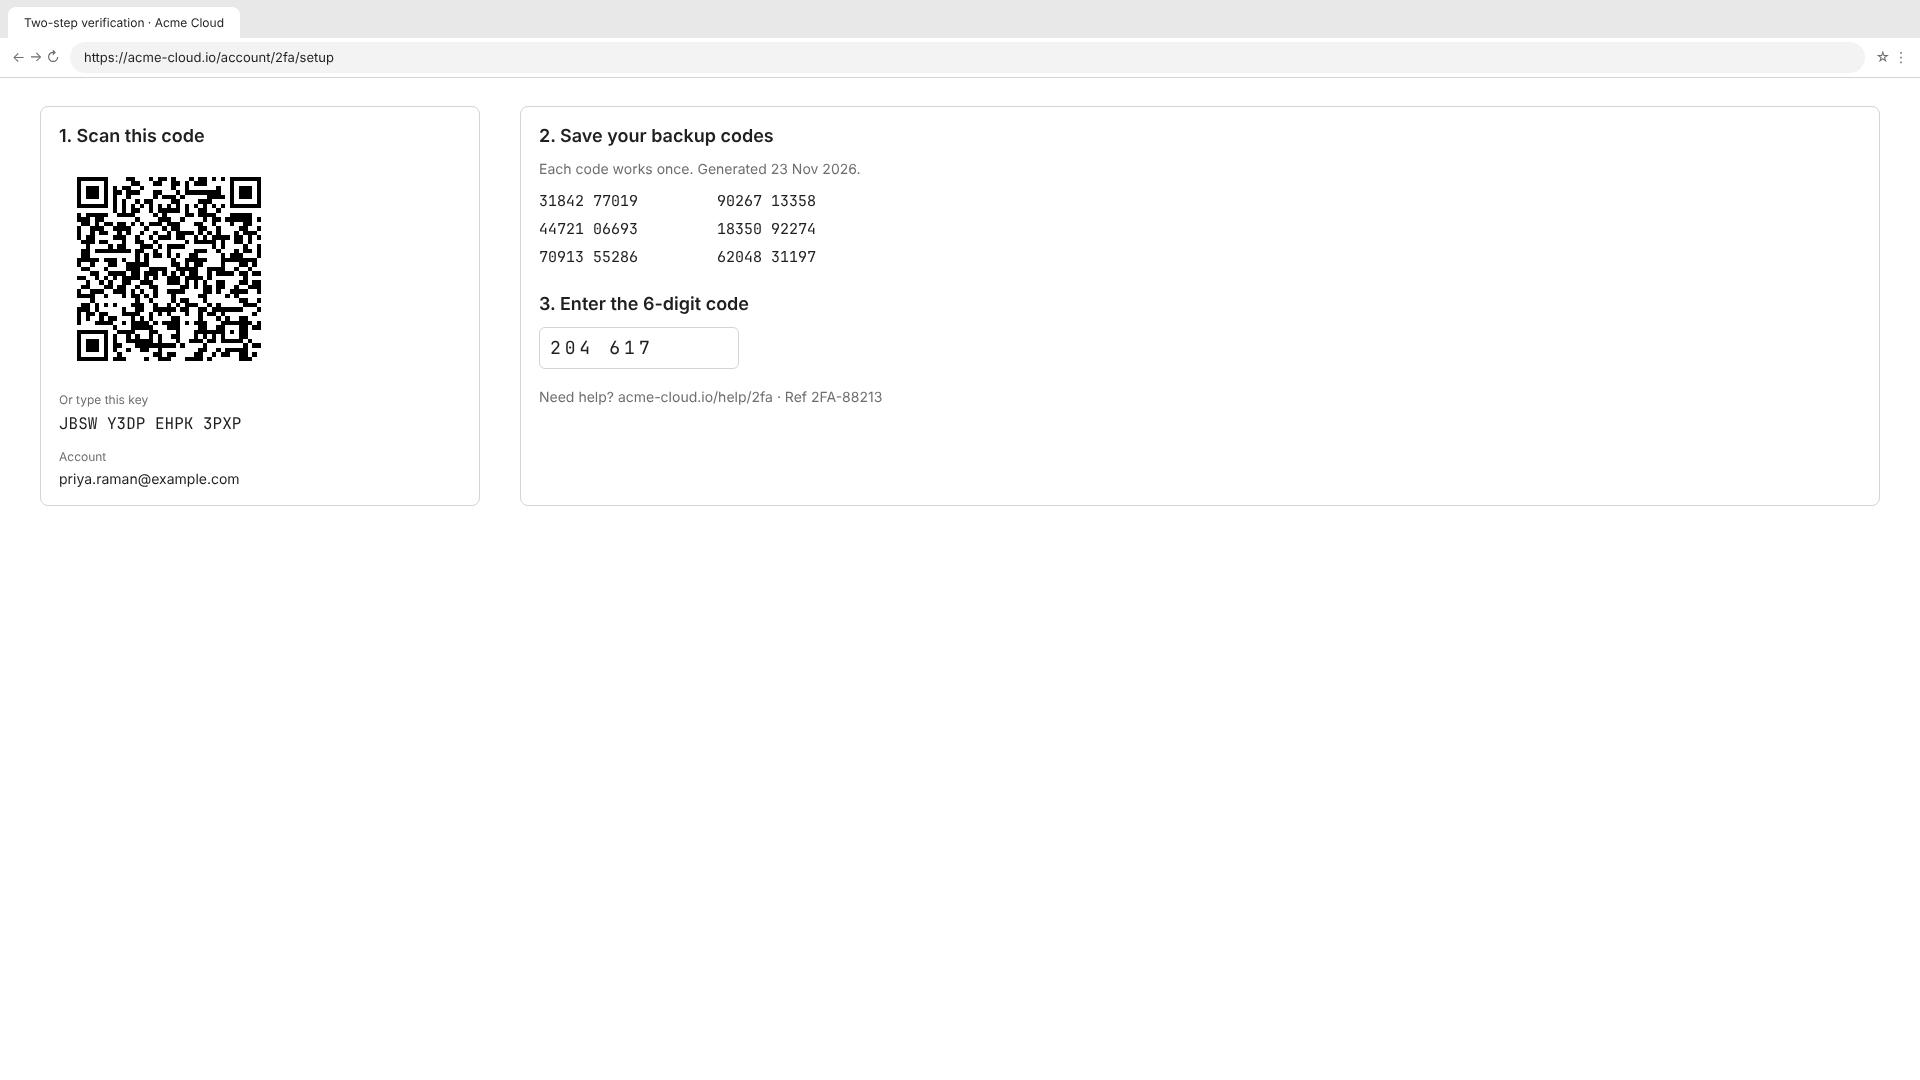 Two-step verification · Acme Cloud
https://acme-cloud.io/account/2fa/setup
1. Scan this code
Or type this key
JBSW Y3DP EHPK 3PXP
Account
priya.raman@example.com
2. Save your backup codes
Each code works once. Generated 23 Nov 2026.
31842 77019 90267 13358
44721 06693 18350 92274
70913 55286 62048 31197
3. Enter the 6-digit code
204 617
Need help? acme-cloud.io/help/2fa · Ref 2FA-88213